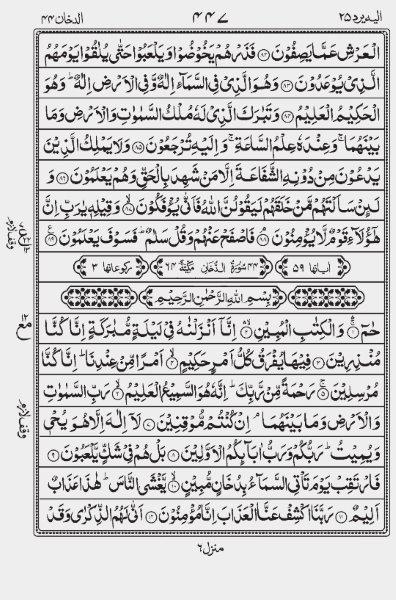 اليه يرد ٢٥ ٤٤٧ الدخان ٤٤
الْعَرْشِ عَمَّا يَصِفُوْنَ ﴿٨٢﴾ فَذَرْهُمْ يَخُوْضُوْا وَيَلْعَبُوْا حَتّٰى يُلٰقُوْا يَوْمَهُمُ
الَّذِىْ يُوْعَدُوْنَ ﴿٨٣﴾ وَهُوَ الَّذِىْ فِى السَّمَآءِ اِلٰهٌ وَّفِى الْاَرْضِ اِلٰهٌ ؕ وَهُوَ
الْحَكِيْمُ الْعَلِيْمُ ﴿٨٤﴾ وَتَبٰرَكَ الَّذِىْ لَهٗ مُلْكُ السَّمٰوٰتِ وَالْاَرْضِ وَمَا
بَيْنَهُمَا ۚ وَعِنْدَهٗ عِلْمُ السَّاعَةِ ۚ وَاِلَيْهِ تُرْجَعُوْنَ ﴿٨٥﴾ وَلَا يَمْلِكُ الَّذِيْنَ
يَدْعُوْنَ مِنْ دُوْنِهِ الشَّفَاعَةَ اِلَّا مَنْ شَهِدَ بِالْحَقِّ وَهُمْ يَعْلَمُوْنَ ﴿٨٦﴾ وَ
لَئِنْ سَاَلْتَهُمْ مَّنْ خَلَقَهُمْ لَيَقُوْلُنَّ اللّٰهُ فَاَنّٰى يُؤْفَكُوْنَ ﴿٨٧﴾ وَقِيْلِهٖ يٰرَبِّ اِنَّ
هٰٓؤُلَآءِ قَوْمٌ لَّا يُؤْمِنُوْنَ ﴿٨٨﴾ فَاصْفَحْ عَنْهُمْ وَقُلْ سَلٰمٌ ؕ فَسَوْفَ يَعْلَمُوْنَ ﴿٨٩﴾
اٰياتها ٥٩ ٤٤ سُوْرَةُ الدُّخَانِ مَكِّيَّةٌ ٦٤ ركوعاتها ٣
بِسْمِ اللّٰهِ الرَّحْمٰنِ الرَّحِيْمِ
حٰمٓ ﴿١﴾ وَالْكِتٰبِ الْمُبِيْنِ ﴿٢﴾ اِنَّاۤ اَنْزَلْنٰهُ فِىْ لَيْلَةٍ مُّبٰرَكَةٍ اِنَّا كُنَّا
مُنْذِرِيْنَ ﴿٣﴾ فِيْهَا يُفْرَقُ كُلُّ اَمْرٍ حَكِيْمٍ ﴿٤﴾ اَمْرًا مِّنْ عِنْدِنَا ؕ اِنَّا كُنَّا
مُرْسِلِيْنَ ﴿٥﴾ رَحْمَةً مِّنْ رَّبِّكَ ؕ اِنَّهٗ هُوَ السَّمِيْعُ الْعَلِيْمُ ﴿٦﴾ رَبِّ السَّمٰوٰتِ
وَالْاَرْضِ وَمَا بَيْنَهُمَا ۘ اِنْ كُنْتُمْ مُّوْقِنِيْنَ ﴿٧﴾ لَاۤ اِلٰهَ اِلَّا هُوَ يُحْىٖ
وَيُمِيْتُ ؕ رَبُّكُمْ وَرَبُّ اٰبَآئِكُمُ الْاَوَّلِيْنَ ﴿٨﴾ بَلْ هُمْ فِىْ شَكٍّ يَّلْعَبُوْنَ ﴿٩﴾
فَارْتَقِبْ يَوْمَ تَاْتِى السَّمَآءُ بِدُخَانٍ مُّبِيْنٍ ﴿١٠﴾ يَّغْشَى النَّاسَ ؕ هٰذَا عَذَابٌ
اَلِيْمٌ ﴿١١﴾ رَبَّنَا اكْشِفْ عَنَّا الْعَذَابَ اِنَّا مُؤْمِنُوْنَ ﴿١٢﴾ اَنّٰى لَهُمُ الذِّكْرٰى وَقَدْ
منزل ٦